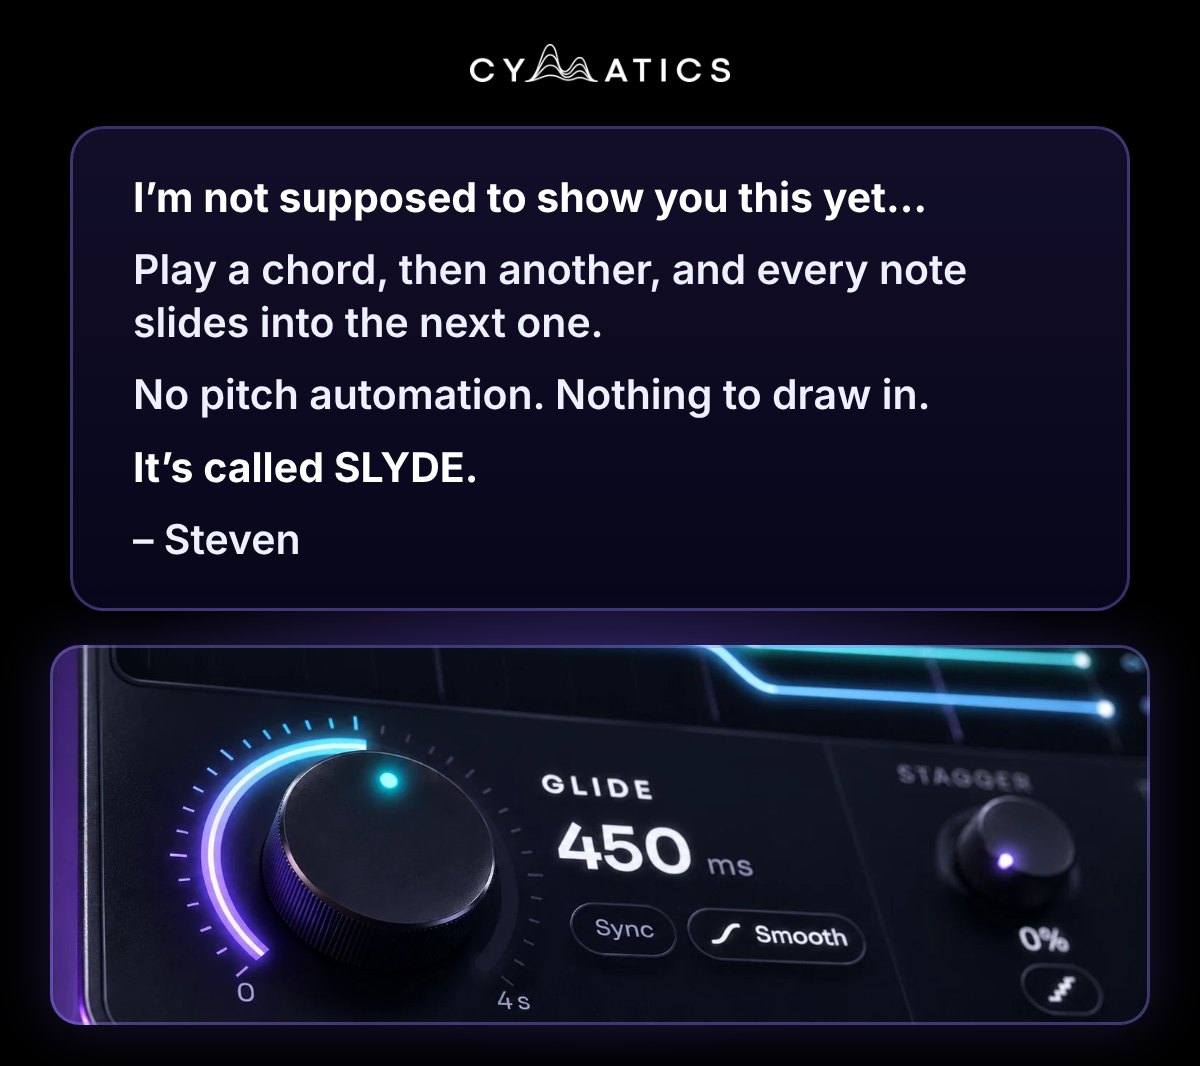 CYMATICS
I’m not supposed to show you this yet...
Play a chord, then another, and every note
slides into the next one.
No pitch automation. Nothing to draw in.
It’s called SLYDE.
– Steven
GLIDE
450 ms
Sync
Smooth
0
4 s
STAGGER
0%